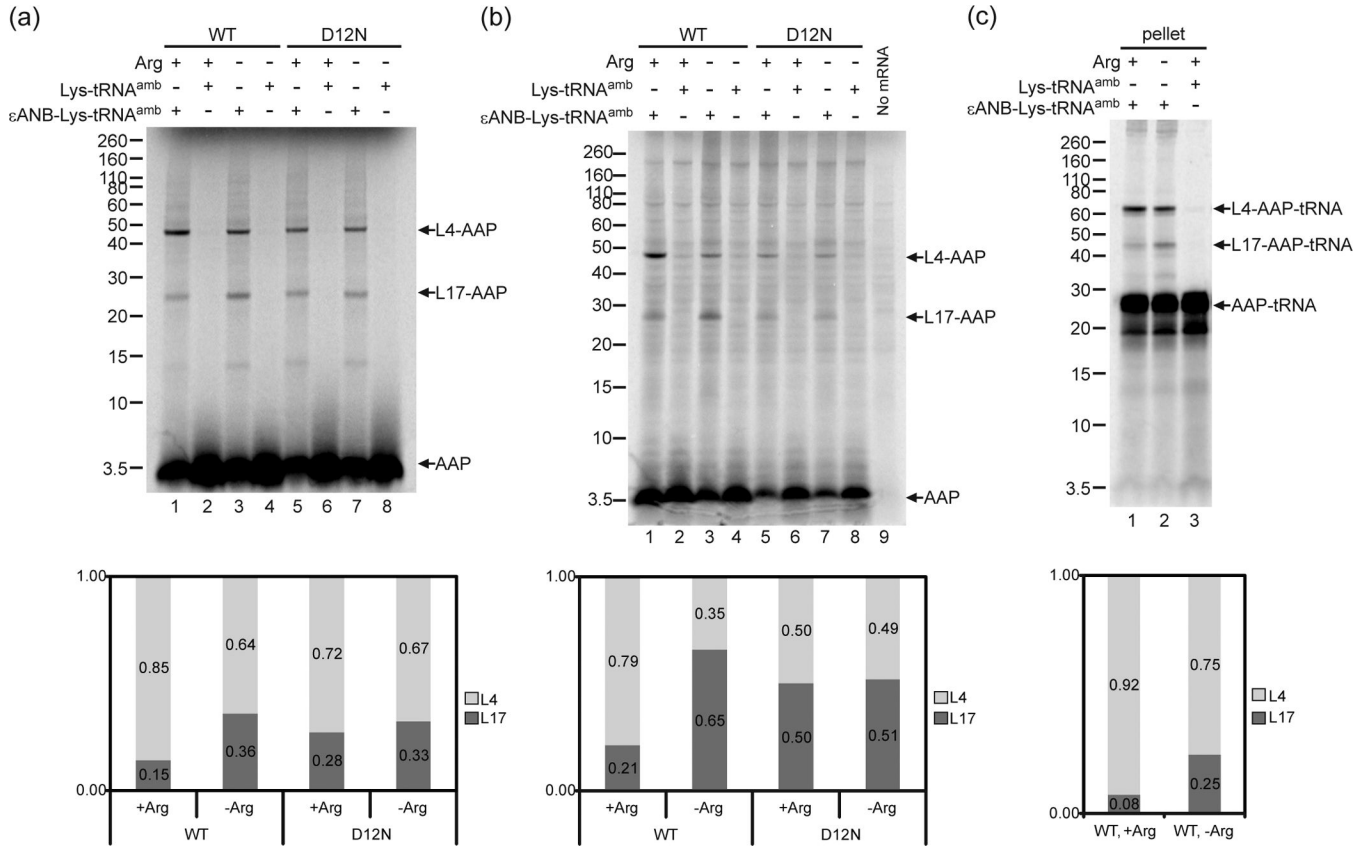 (a)
WT D12N
Arg + + - - + + - -
Lys-tRNAamb - + - + - + - +
εANB-Lys-tRNAamb + - + - + - + -
260
160
110
80
60
50
40
30
20
15
10
3.5
L4-AAP
L17-AAP
AAP
1 2 3 4 5 6 7 8
1.00
0.00
0.85 0.64 0.72 0.67
0.15 0.36 0.28 0.33
L4
L17
+Arg -Arg +Arg -Arg
WT D12N
(b)
WT D12N No mRNA
Arg + + - - + + - -
Lys-tRNAamb - + - + - + - +
εANB-Lys-tRNAamb + - + - + - + -
260
160
110
80
60
50
40
30
20
15
10
3.5
L4-AAP
L17-AAP
AAP
1 2 3 4 5 6 7 8 9
1.00
0.00
0.79 0.35 0.50 0.49
0.21 0.65 0.50 0.51
L4
L17
+Arg -Arg +Arg -Arg
WT D12N
(c)
pellet
Arg + - +
Lys-tRNAamb - - +
εANB-Lys-tRNAamb + + -
260
160
110
80
60
50
40
30
20
15
10
3.5
L4-AAP-tRNA
L17-AAP-tRNA
AAP-tRNA
1 2 3
1.00
0.00
0.92 0.75
0.08 0.25
L4
L17
WT, +Arg WT, -Arg